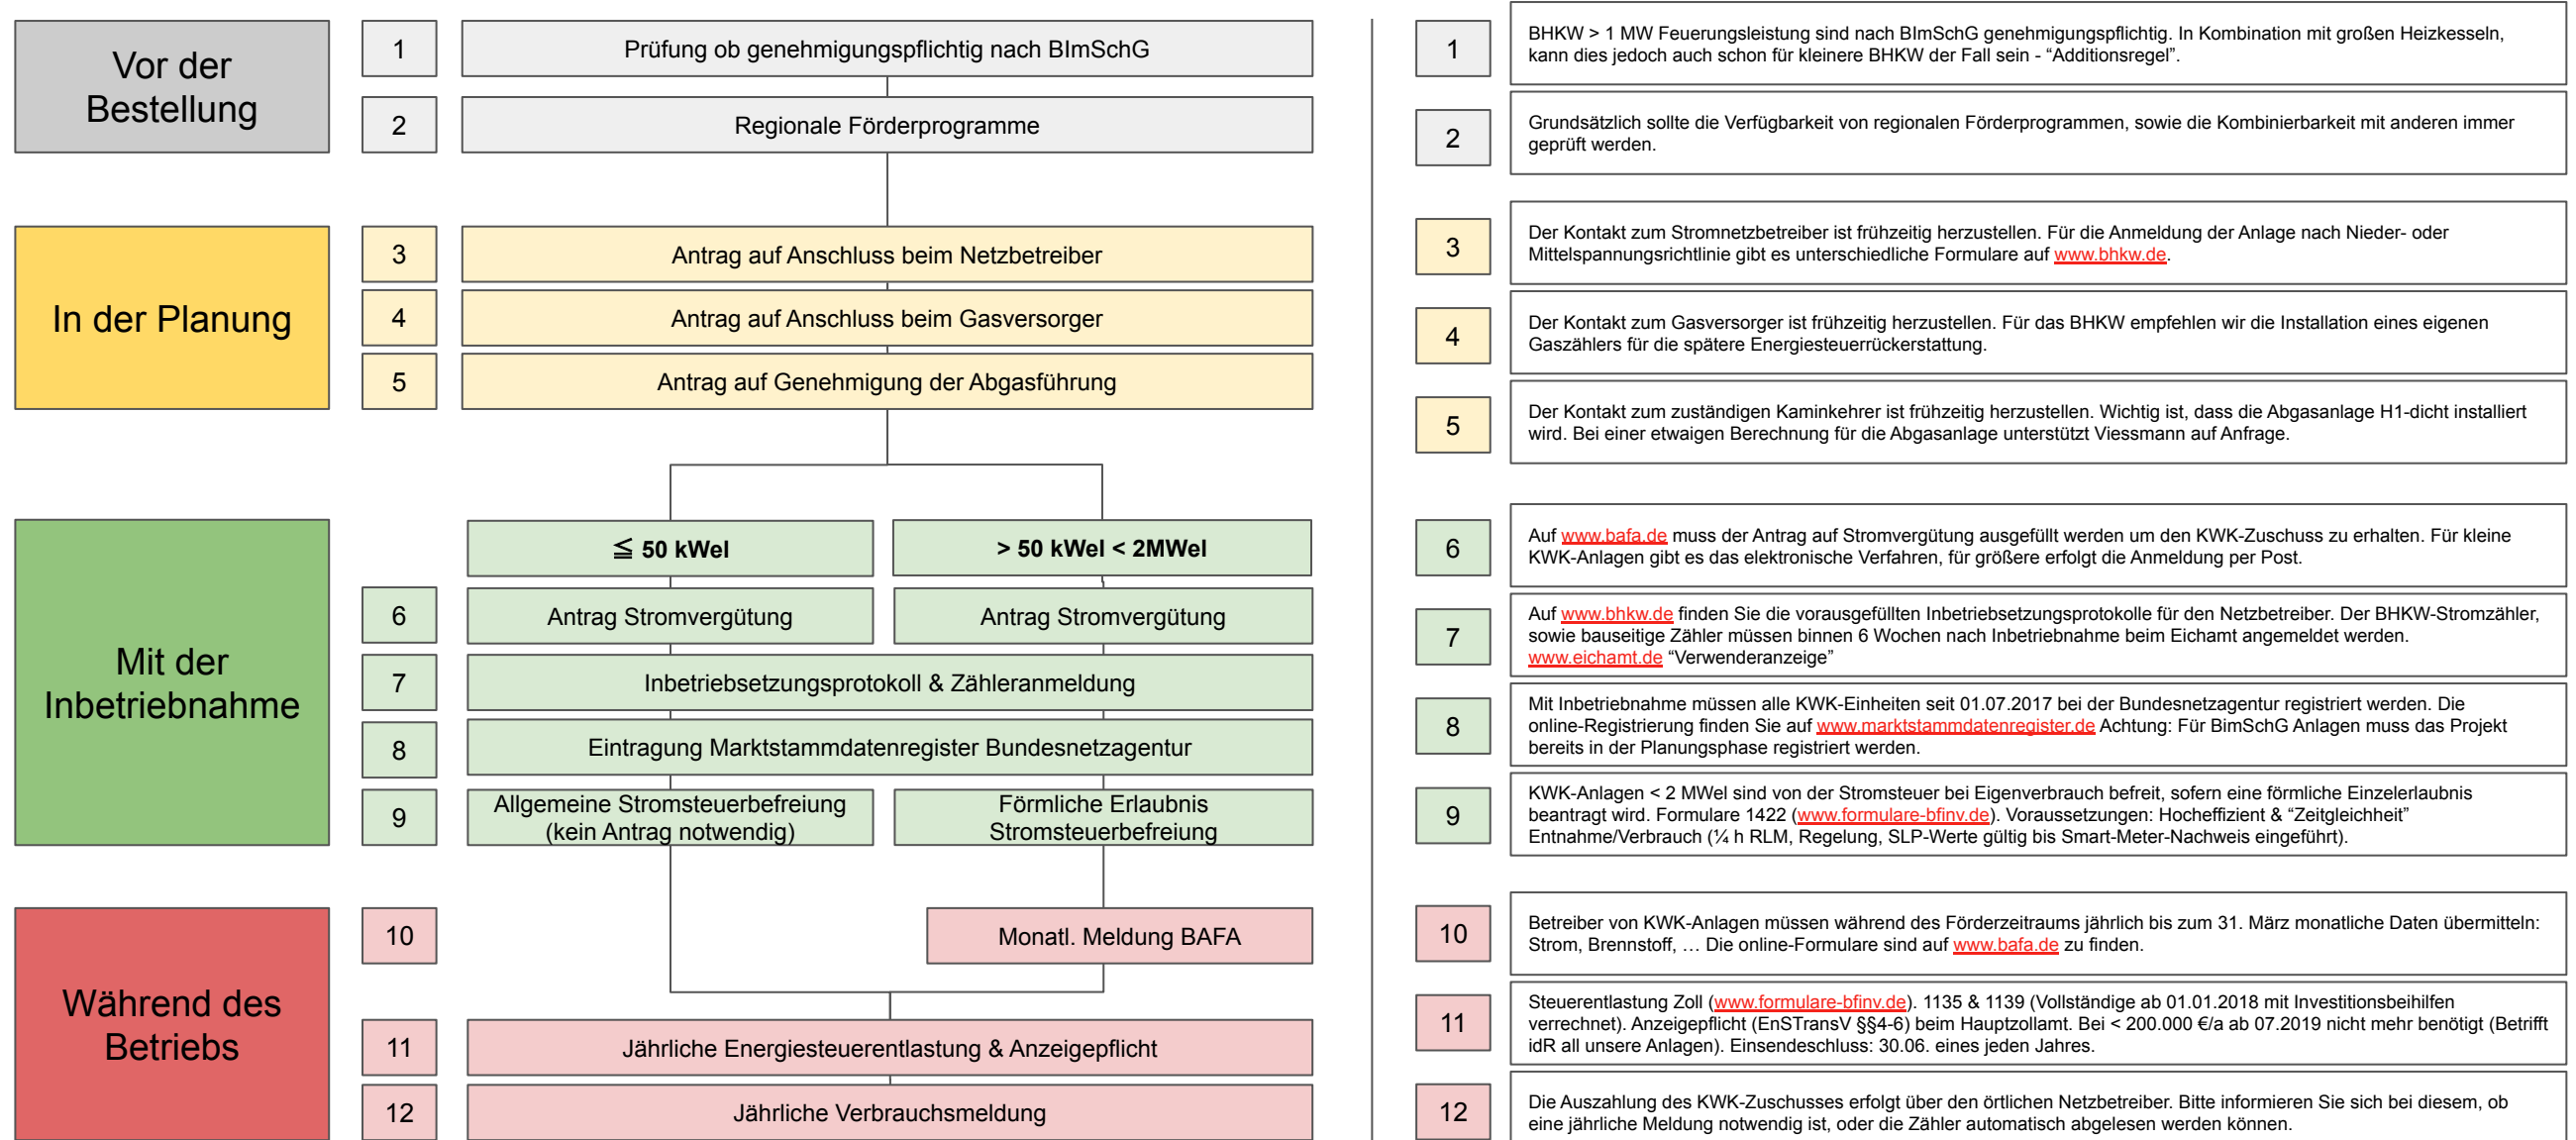 Vor der
Bestellung
1
Prüfung ob genehmigungspflichtig nach BImSchG
2
Regionale Förderprogramme
In der Planung
3
Antrag auf Anschluss beim Netzbetreiber
4
Antrag auf Anschluss beim Gasversorger
5
Antrag auf Genehmigung der Abgasführung
Mit der
Inbetriebnahme
≦ 50 kWel
> 50 kWel < 2MWel
6
Antrag Stromvergütung
Antrag Stromvergütung
7
Inbetriebsetzungsprotokoll & Zähleranmeldung
8
Eintragung Marktstammdatenregister Bundesnetzagentur
9
Allgemeine Stromsteuerbefreiung
(kein Antrag notwendig)
Förmliche Erlaubnis
Stromsteuerbefreiung
Während des
Betriebs
10
Monatl. Meldung BAFA
11
Jährliche Energiesteuerentlastung & Anzeigepflicht
12
Jährliche Verbrauchsmeldung
1
BHKW > 1 MW Feuerungsleistung sind nach BImSchG genehmigungspflichtig. In Kombination mit großen Heizkesseln,
kann dies jedoch auch schon für kleinere BHKW der Fall sein - “Additionsregel”.
2
Grundsätzlich sollte die Verfügbarkeit von regionalen Förderprogrammen, sowie die Kombinierbarkeit mit anderen immer
geprüft werden.
3
Der Kontakt zum Stromnetzbetreiber ist frühzeitig herzustellen. Für die Anmeldung der Anlage nach Nieder- oder
Mittelspannungsrichtlinie gibt es unterschiedliche Formulare auf www.bhkw.de.
4
Der Kontakt zum Gasversorger ist frühzeitig herzustellen. Für das BHKW empfehlen wir die Installation eines eigenen
Gaszählers für die spätere Energiesteuerrückerstattung.
5
Der Kontakt zum zuständigen Kaminkehrer ist frühzeitig herzustellen. Wichtig ist, dass die Abgasanlage H1-dicht installiert
wird. Bei einer etwaigen Berechnung für die Abgasanlage unterstützt Viessmann auf Anfrage.
6
Auf www.bafa.de muss der Antrag auf Stromvergütung ausgefüllt werden um den KWK-Zuschuss zu erhalten. Für kleine
KWK-Anlagen gibt es das elektronische Verfahren, für größere erfolgt die Anmeldung per Post.
7
Auf www.bhkw.de finden Sie die vorausgefüllten Inbetriebsetzungsprotokolle für den Netzbetreiber. Der BHKW-Stromzähler,
sowie bauseitige Zähler müssen binnen 6 Wochen nach Inbetriebnahme beim Eichamt angemeldet werden.
www.eichamt.de “Verwenderanzeige”
8
Mit Inbetriebnahme müssen alle KWK-Einheiten seit 01.07.2017 bei der Bundesnetzagentur registriert werden. Die
online-Registrierung finden Sie auf www.marktstammdatenregister.de Achtung: Für BimSchG Anlagen muss das Projekt
bereits in der Planungsphase registriert werden.
9
KWK-Anlagen < 2 MWel sind von der Stromsteuer bei Eigenverbrauch befreit, sofern eine förmliche Einzelerlaubnis
beantragt wird. Formulare 1422 (www.formulare-bfinv.de). Voraussetzungen: Hocheffizient & “Zeitgleichheit”
Entnahme/Verbrauch (¼ h RLM, Regelung, SLP-Werte gültig bis Smart-Meter-Nachweis eingeführt).
10
Betreiber von KWK-Anlagen müssen während des Förderzeitraums jährlich bis zum 31. März monatliche Daten übermitteln:
Strom, Brennstoff, … Die online-Formulare sind auf www.bafa.de zu finden.
11
Steuerentlastung Zoll (www.formulare-bfinv.de). 1135 & 1139 (Vollständige ab 01.01.2018 mit Investitionsbeihilfen
verrechnet). Anzeigepflicht (EnSTransV §§4-6) beim Hauptzollamt. Bei < 200.000 €/a ab 07.2019 nicht mehr benötigt (Betrifft
idR all unsere Anlagen). Einsendeschluss: 30.06. eines jeden Jahres.
12
Die Auszahlung des KWK-Zuschusses erfolgt über den örtlichen Netzbetreiber. Bitte informieren Sie sich bei diesem, ob
eine jährliche Meldung notwendig ist, oder die Zähler automatisch abgelesen werden können.